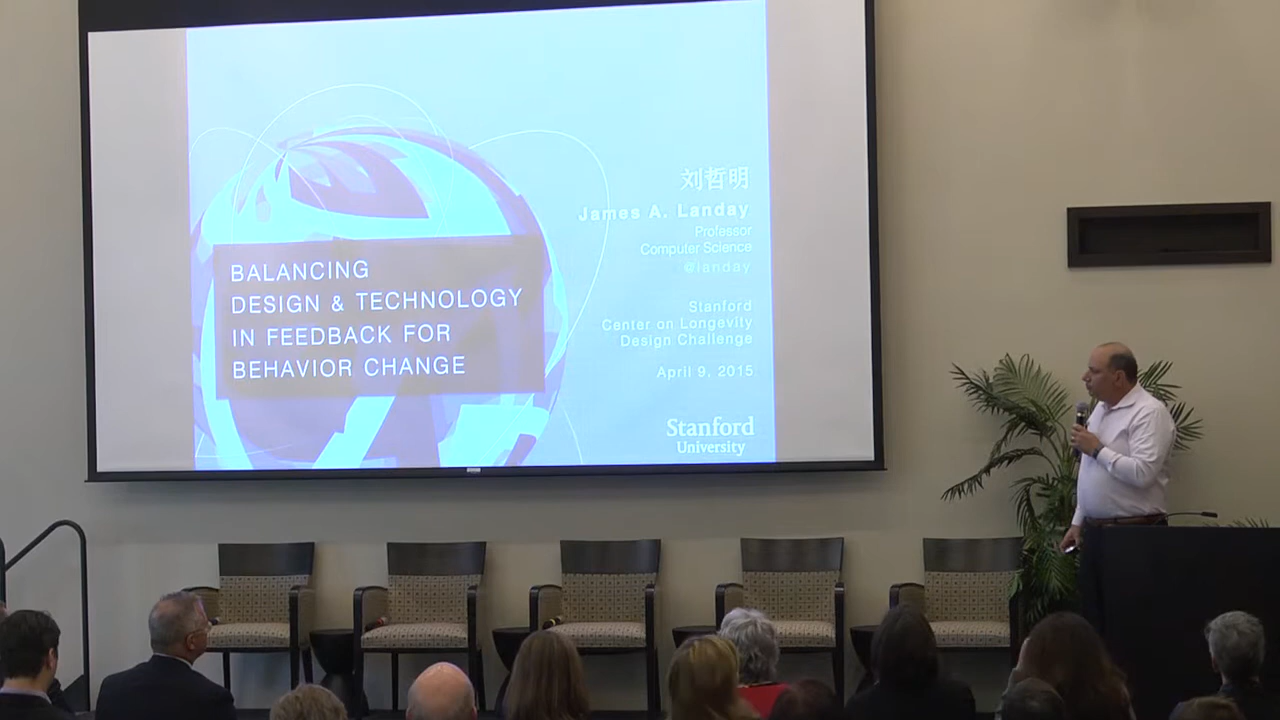 BALANCING
DESIGN & TECHNOLOGY
IN FEEDBACK FOR
BEHAVIOR CHANGE
刘哲明
James A. Landay
Professor
Computer Science
@landay
Stanford
Center on Longevity
Design Challenge
April 9, 2015
Stanford
University